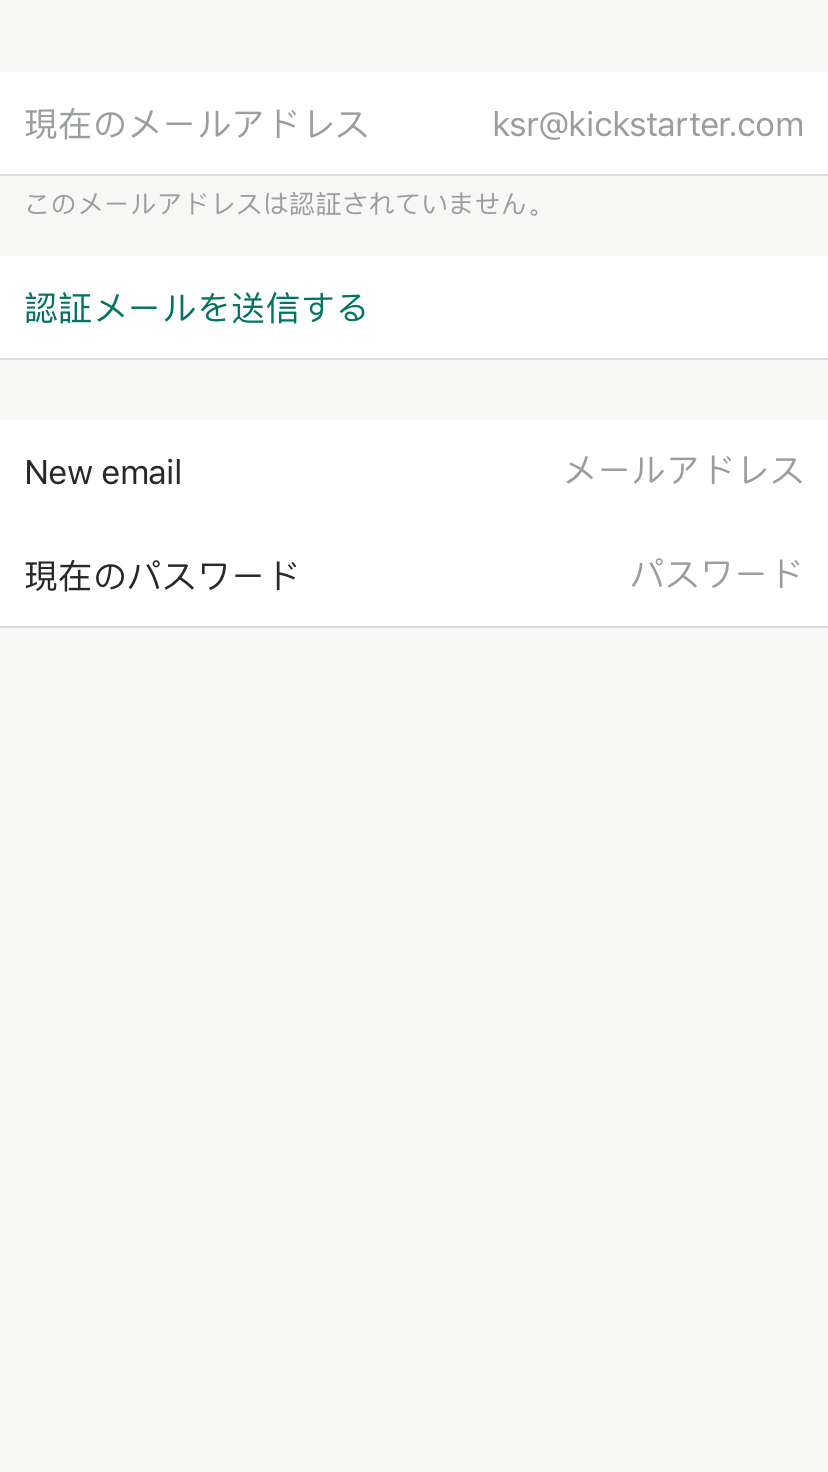 現在のメールアドレス ksr@kickstarter.com
このメールアドレスは認証されていません。
認証メールを送信する
New email メールアドレス
現在のパスワード パスワード